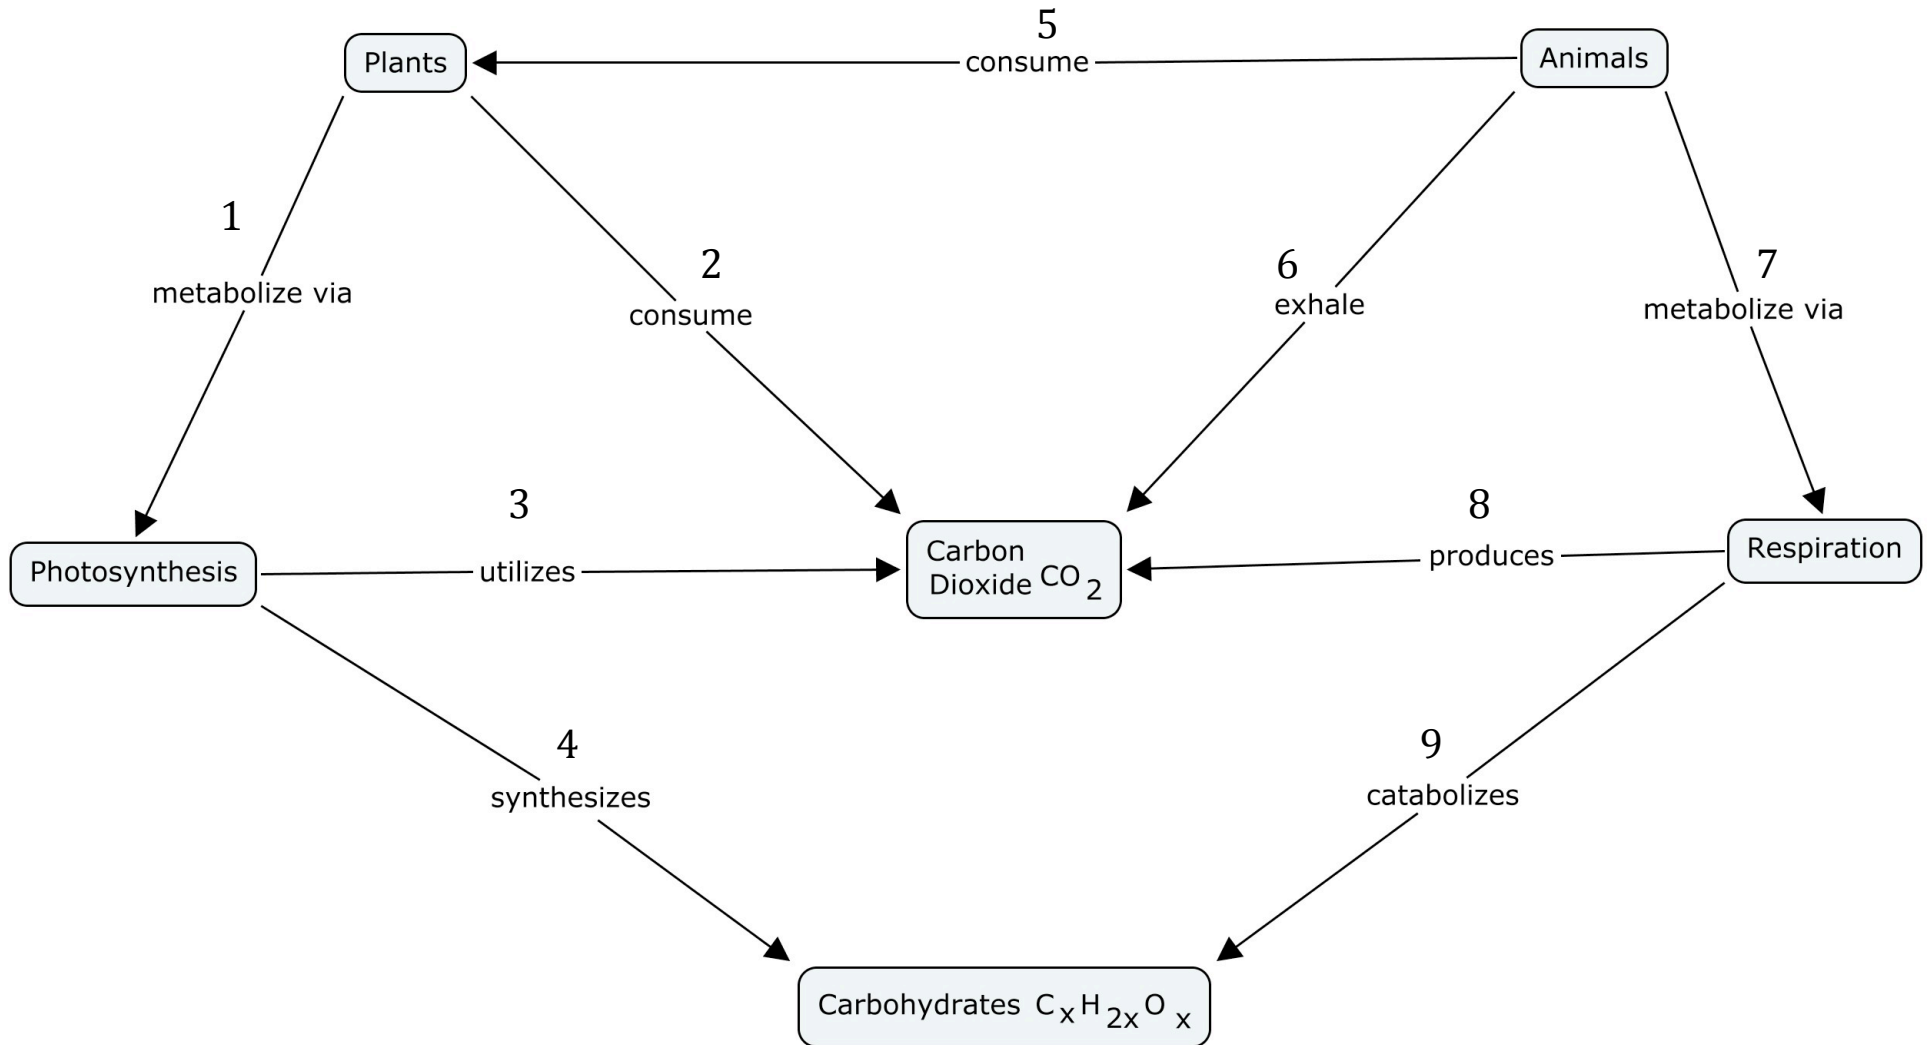 5
Plants
consume
Animals
1
2
6
7
metabolize via
consume
exhale
metabolize via
3
8
Photosynthesis
utilizes
Carbon
Dioxide CO 2
produces
Respiration
4
9
synthesizes
catabolizes
Carbohydrates C x H 2x O x